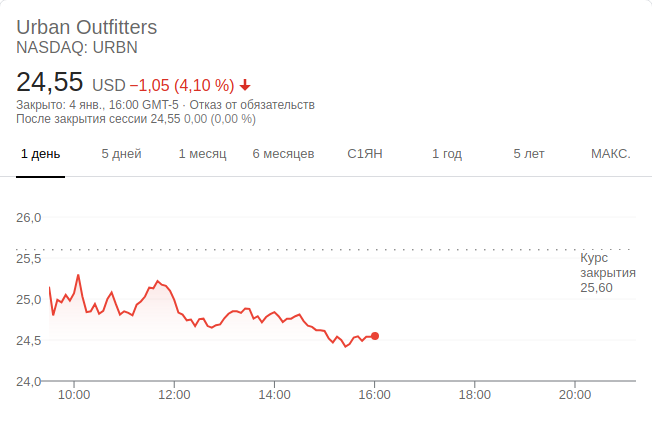 Urban Outfitters
NASDAQ: URBN
24,55 USD −1,05 (4,10 %)
Закрыто: 4 янв., 16:00 GMT-5 · Отказ от обязательств
После закрытия сессии 24,55 0,00 (0,00 %)
1 день 5 дней 1 месяц 6 месяцев С1ЯН 1 год 5 лет МАКС.
26,0
25,5
Курс
закрытия
25,60
25,0
24,5
24,0
10:00 12:00 14:00 16:00 18:00 20:00